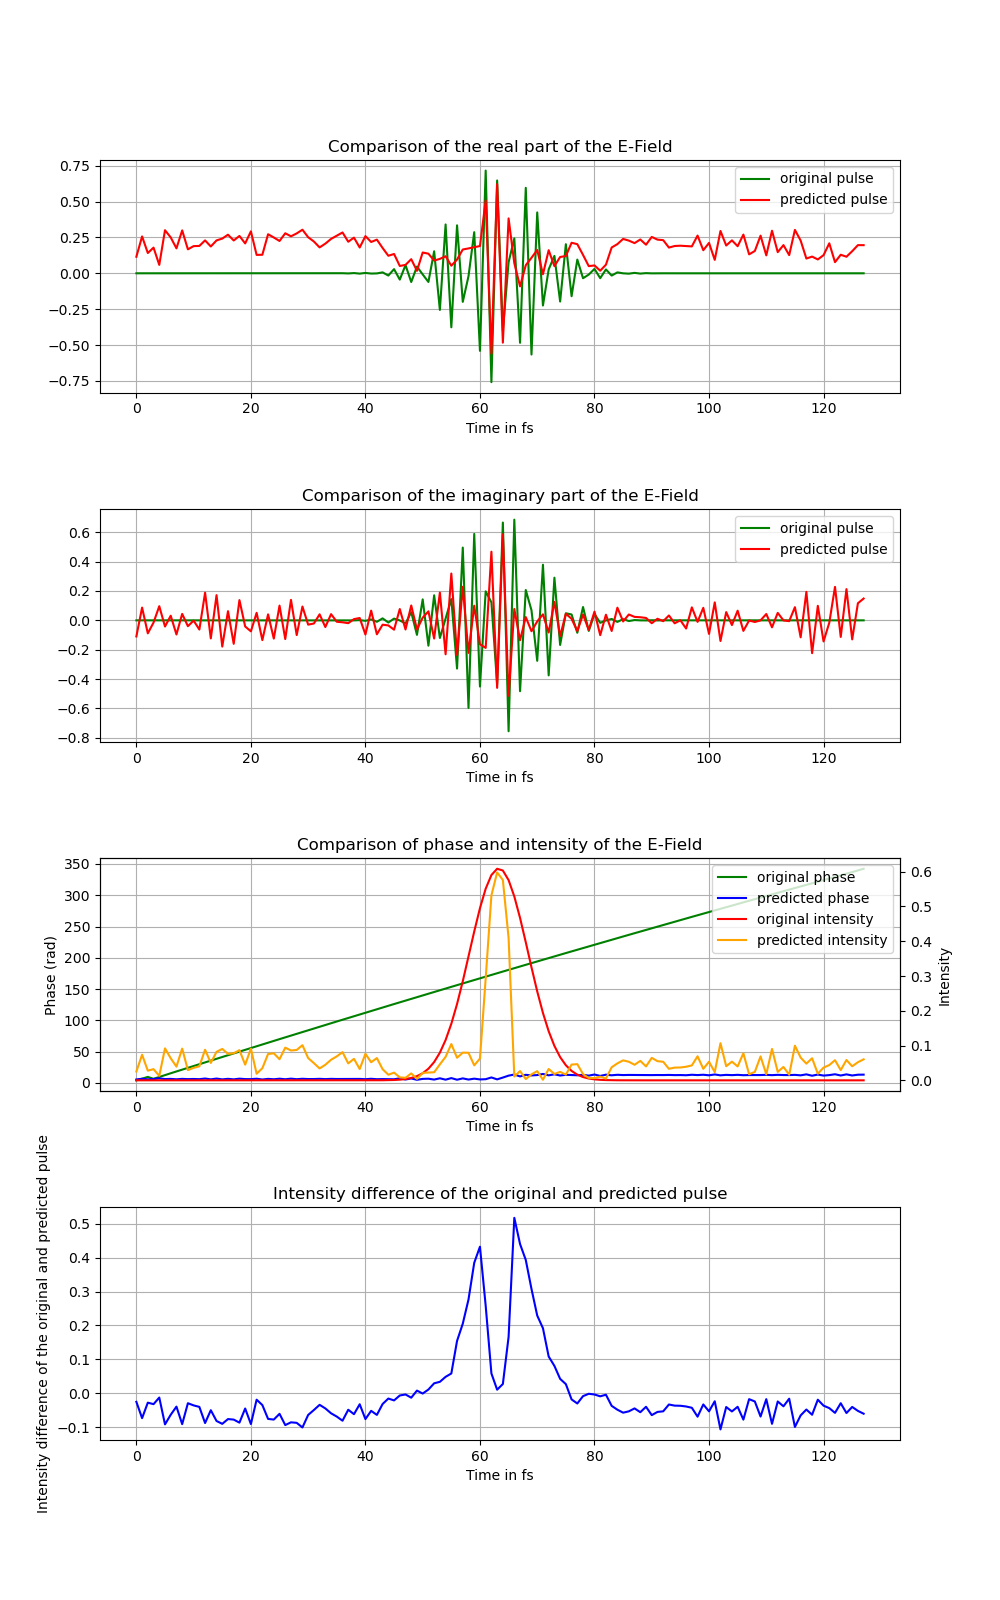 Comparison of the real part of the E-Field
0.75
0.50
0.25
0.00
−0.25
−0.50
−0.75
original pulse
predicted pulse
0 20 40 60 80 100 120
Time in fs
Comparison of the imaginary part of the E-Field
0.6
0.4
0.2
0.0
−0.2
−0.4
−0.6
−0.8
original pulse
predicted pulse
0 20 40 60 80 100 120
Time in fs
Comparison of phase and intensity of the E-Field
Phase (rad)
350
300
250
200
150
100
50
0
original phase
predicted phase
original intensity
predicted intensity
0.6
0.5
0.4
0.3
0.2
0.1
0.0
Intensity
0 20 40 60 80 100 120
Time in fs
Intensity difference of the original and predicted pulse
Intensity difference of the original and predicted pulse
0.5
0.4
0.3
0.2
0.1
0.0
−0.1
0 20 40 60 80 100 120
Time in fs